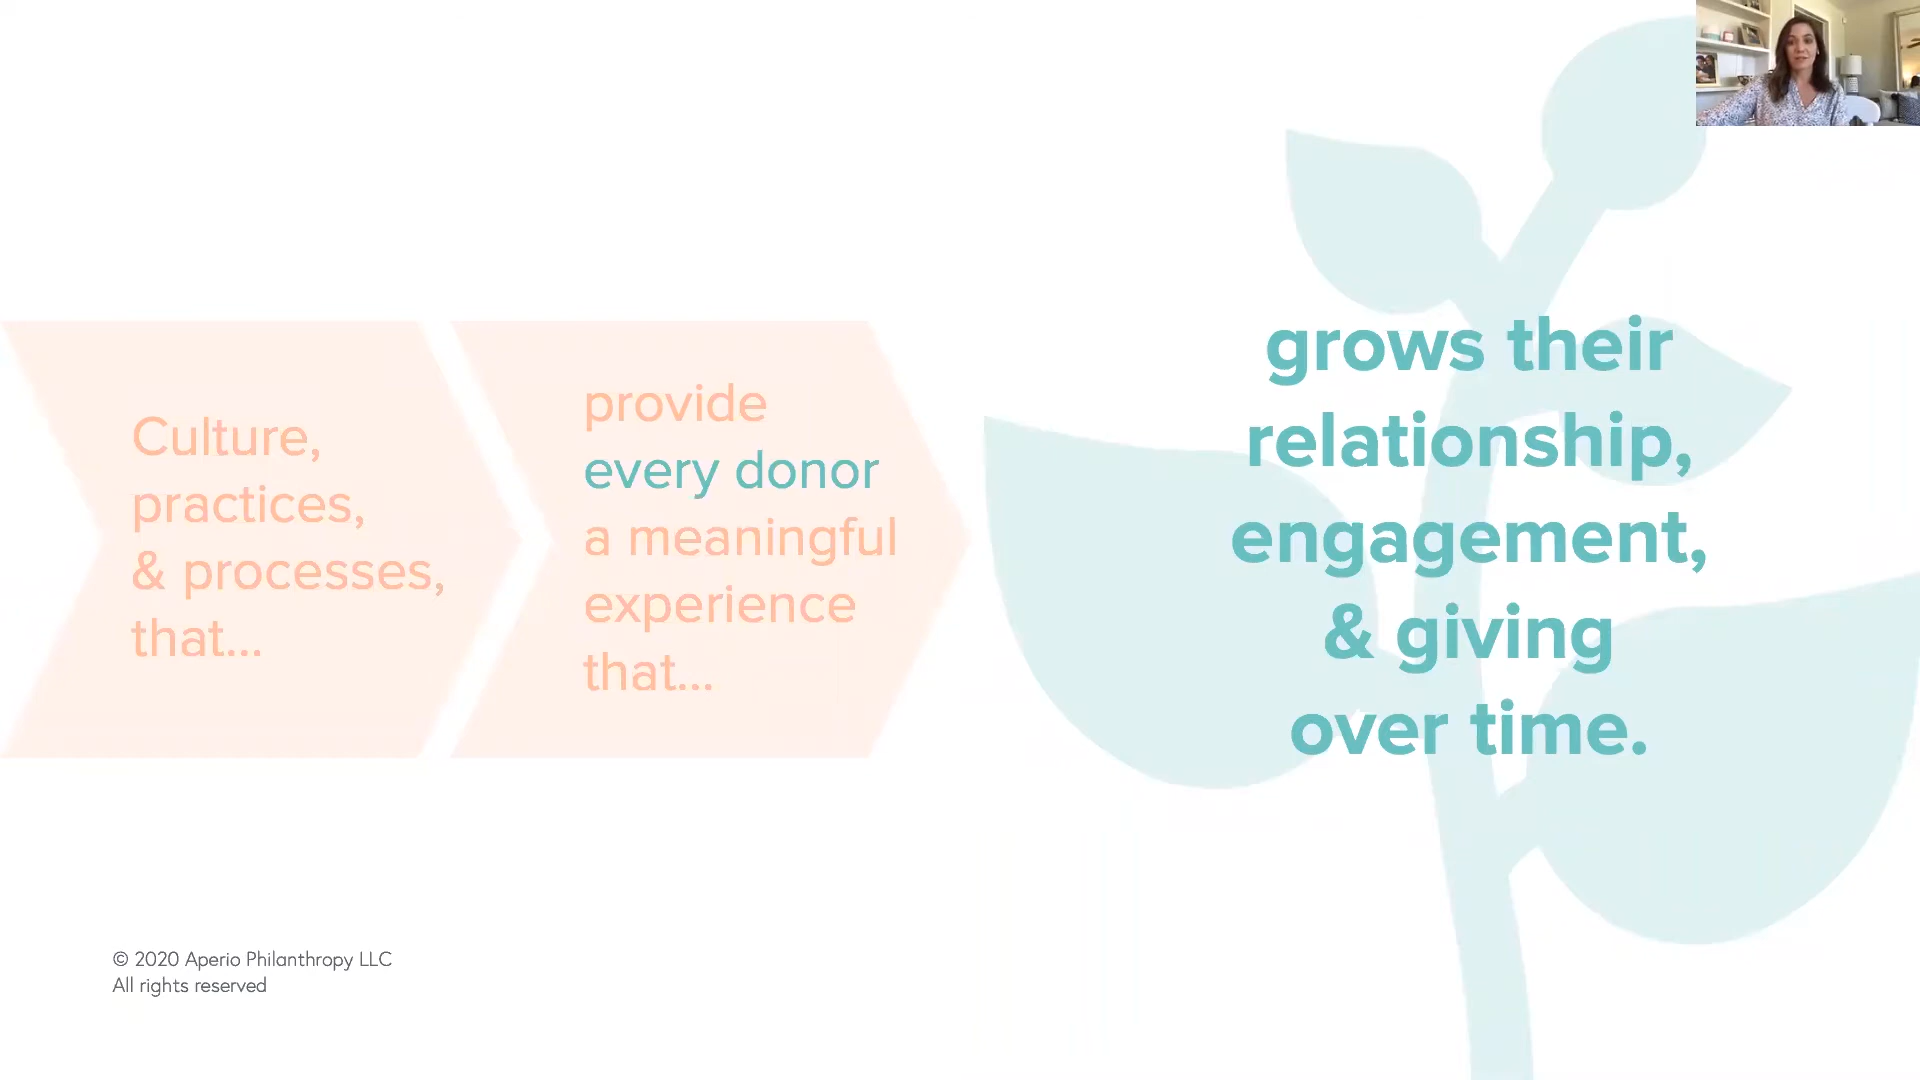 Culture,
practices,
& processes,
that...
provide
every donor
a meaningful
experience
that...
grows their
relationship,
engagement,
& giving
over time.
© 2020 Aperio Philanthropy LLC
All rights reserved